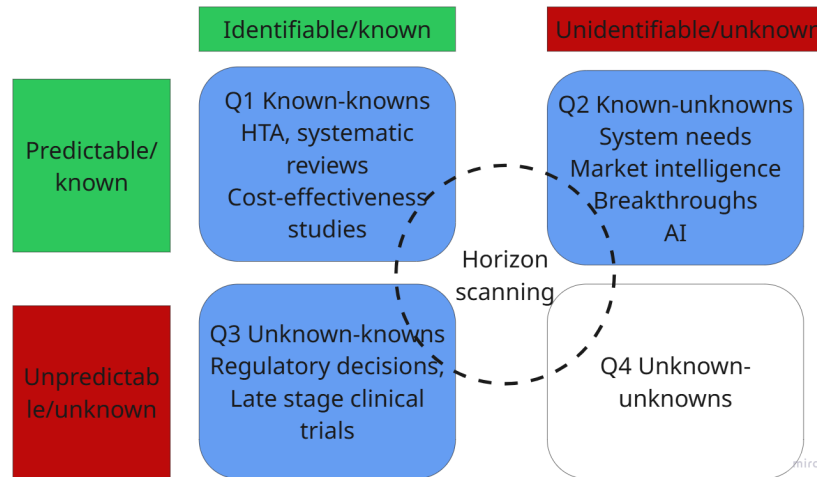 Identifiable/known
Unidentifiable/unknown
Predictable/
known
Q1 Known-knowns
HTA, systematic
reviews
Cost-effectiveness
studies
Q2 Known-unknowns
System needs
Market intelligence
Breakthroughs
AI
Horizon
scanning
Unpredictab
le/unknown
Q3 Unknown-knowns
Regulatory decisions,
Late stage clinical
trials
Q4 Unknown-
unknowns
miro